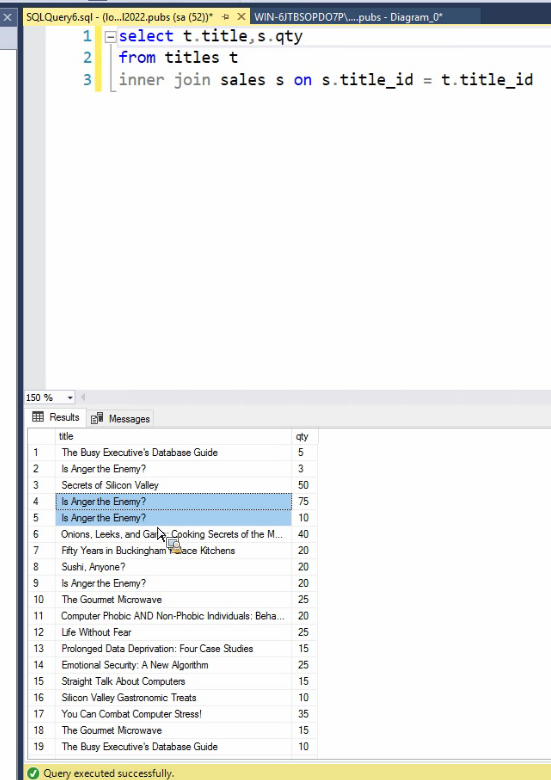 SQLQuery6.sql - (lo...l2022.pubs (sa (52))* WIN-6JTBSOPDO7P\....pubs - Diagram_0*
1 select t.title,s.qty
2 from titles t
3 inner join sales s on s.title_id = t.title_id
150 %
Results Messages
title qty
1 The Busy Executive's Database Guide 5
2 Is Anger the Enemy? 3
3 Secrets of Silicon Valley 50
4 Is Anger the Enemy? 75
5 Is Anger the Enemy? 10
6 Onions, Leeks, and Cooking Secrets of the M... 40
7 Fifty Years in Buckingham Kitchens 20
8 Sushi, Anyone? 20
9 Is Anger the Enemy? 20
10 The Gourmet Microwave 25
11 Computer Phobic AND Non-Phobic Individuals: Beha... 20
12 Life Without Fear 25
13 Prolonged Data Deprivation: Four Case Studies 15
14 Emotional Security: A New Algorithm 25
15 Straight Talk About Computers 15
16 Silicon Valley Gastronomic Treats 10
17 You Can Combat Computer Stress! 35
18 The Gourmet Microwave 15
19 The Busy Executive's Database Guide 10
Query executed successfully.